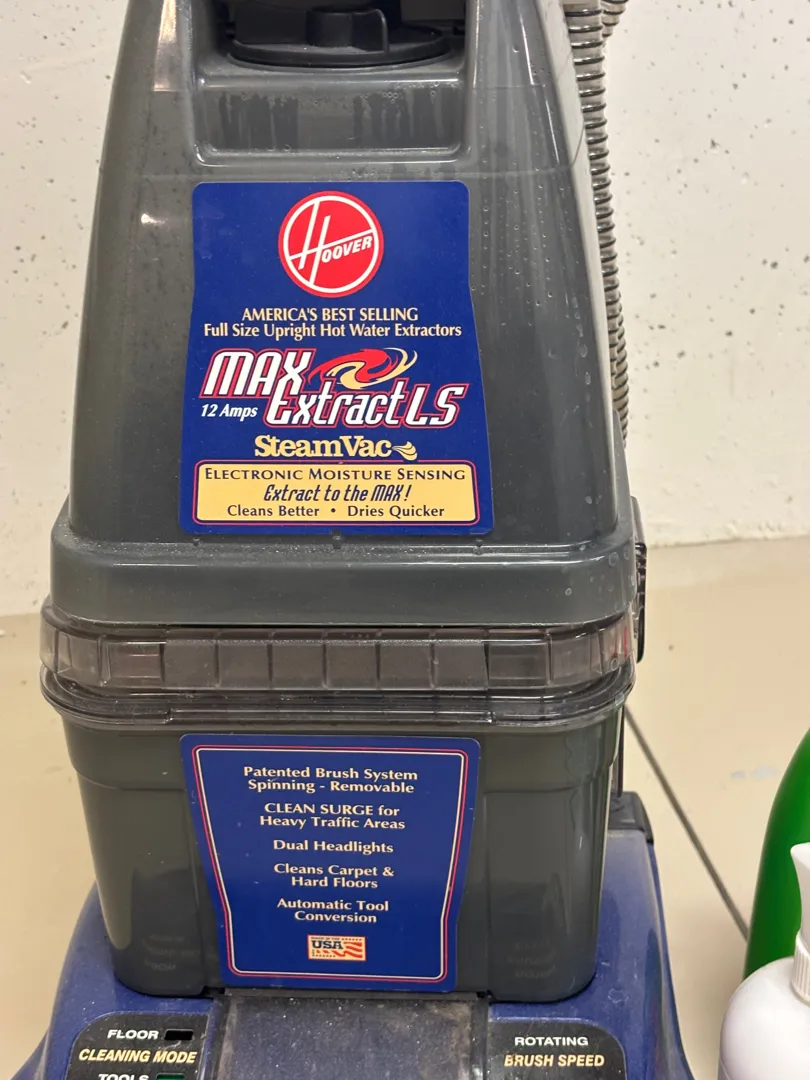 HOOVER
AMERICA'S BEST SELLING
Full Size Upright Hot Water Extractors
MAX
12 Amps Extract LS
SteamVac
ELECTRONIC MOISTURE SENSING
Extract to the MAX!
Cleans Better • Dries Quicker
Patented Brush System
Spinning - Removable
CLEAN SURGE for
Heavy Traffic Areas
Dual Headlights
Cleans Carpet &
Hard Floors
Automatic Tool
Conversion
USA
FLOOR
CLEANING MODE
TOOLS
ROTATING
BRUSH SPEED